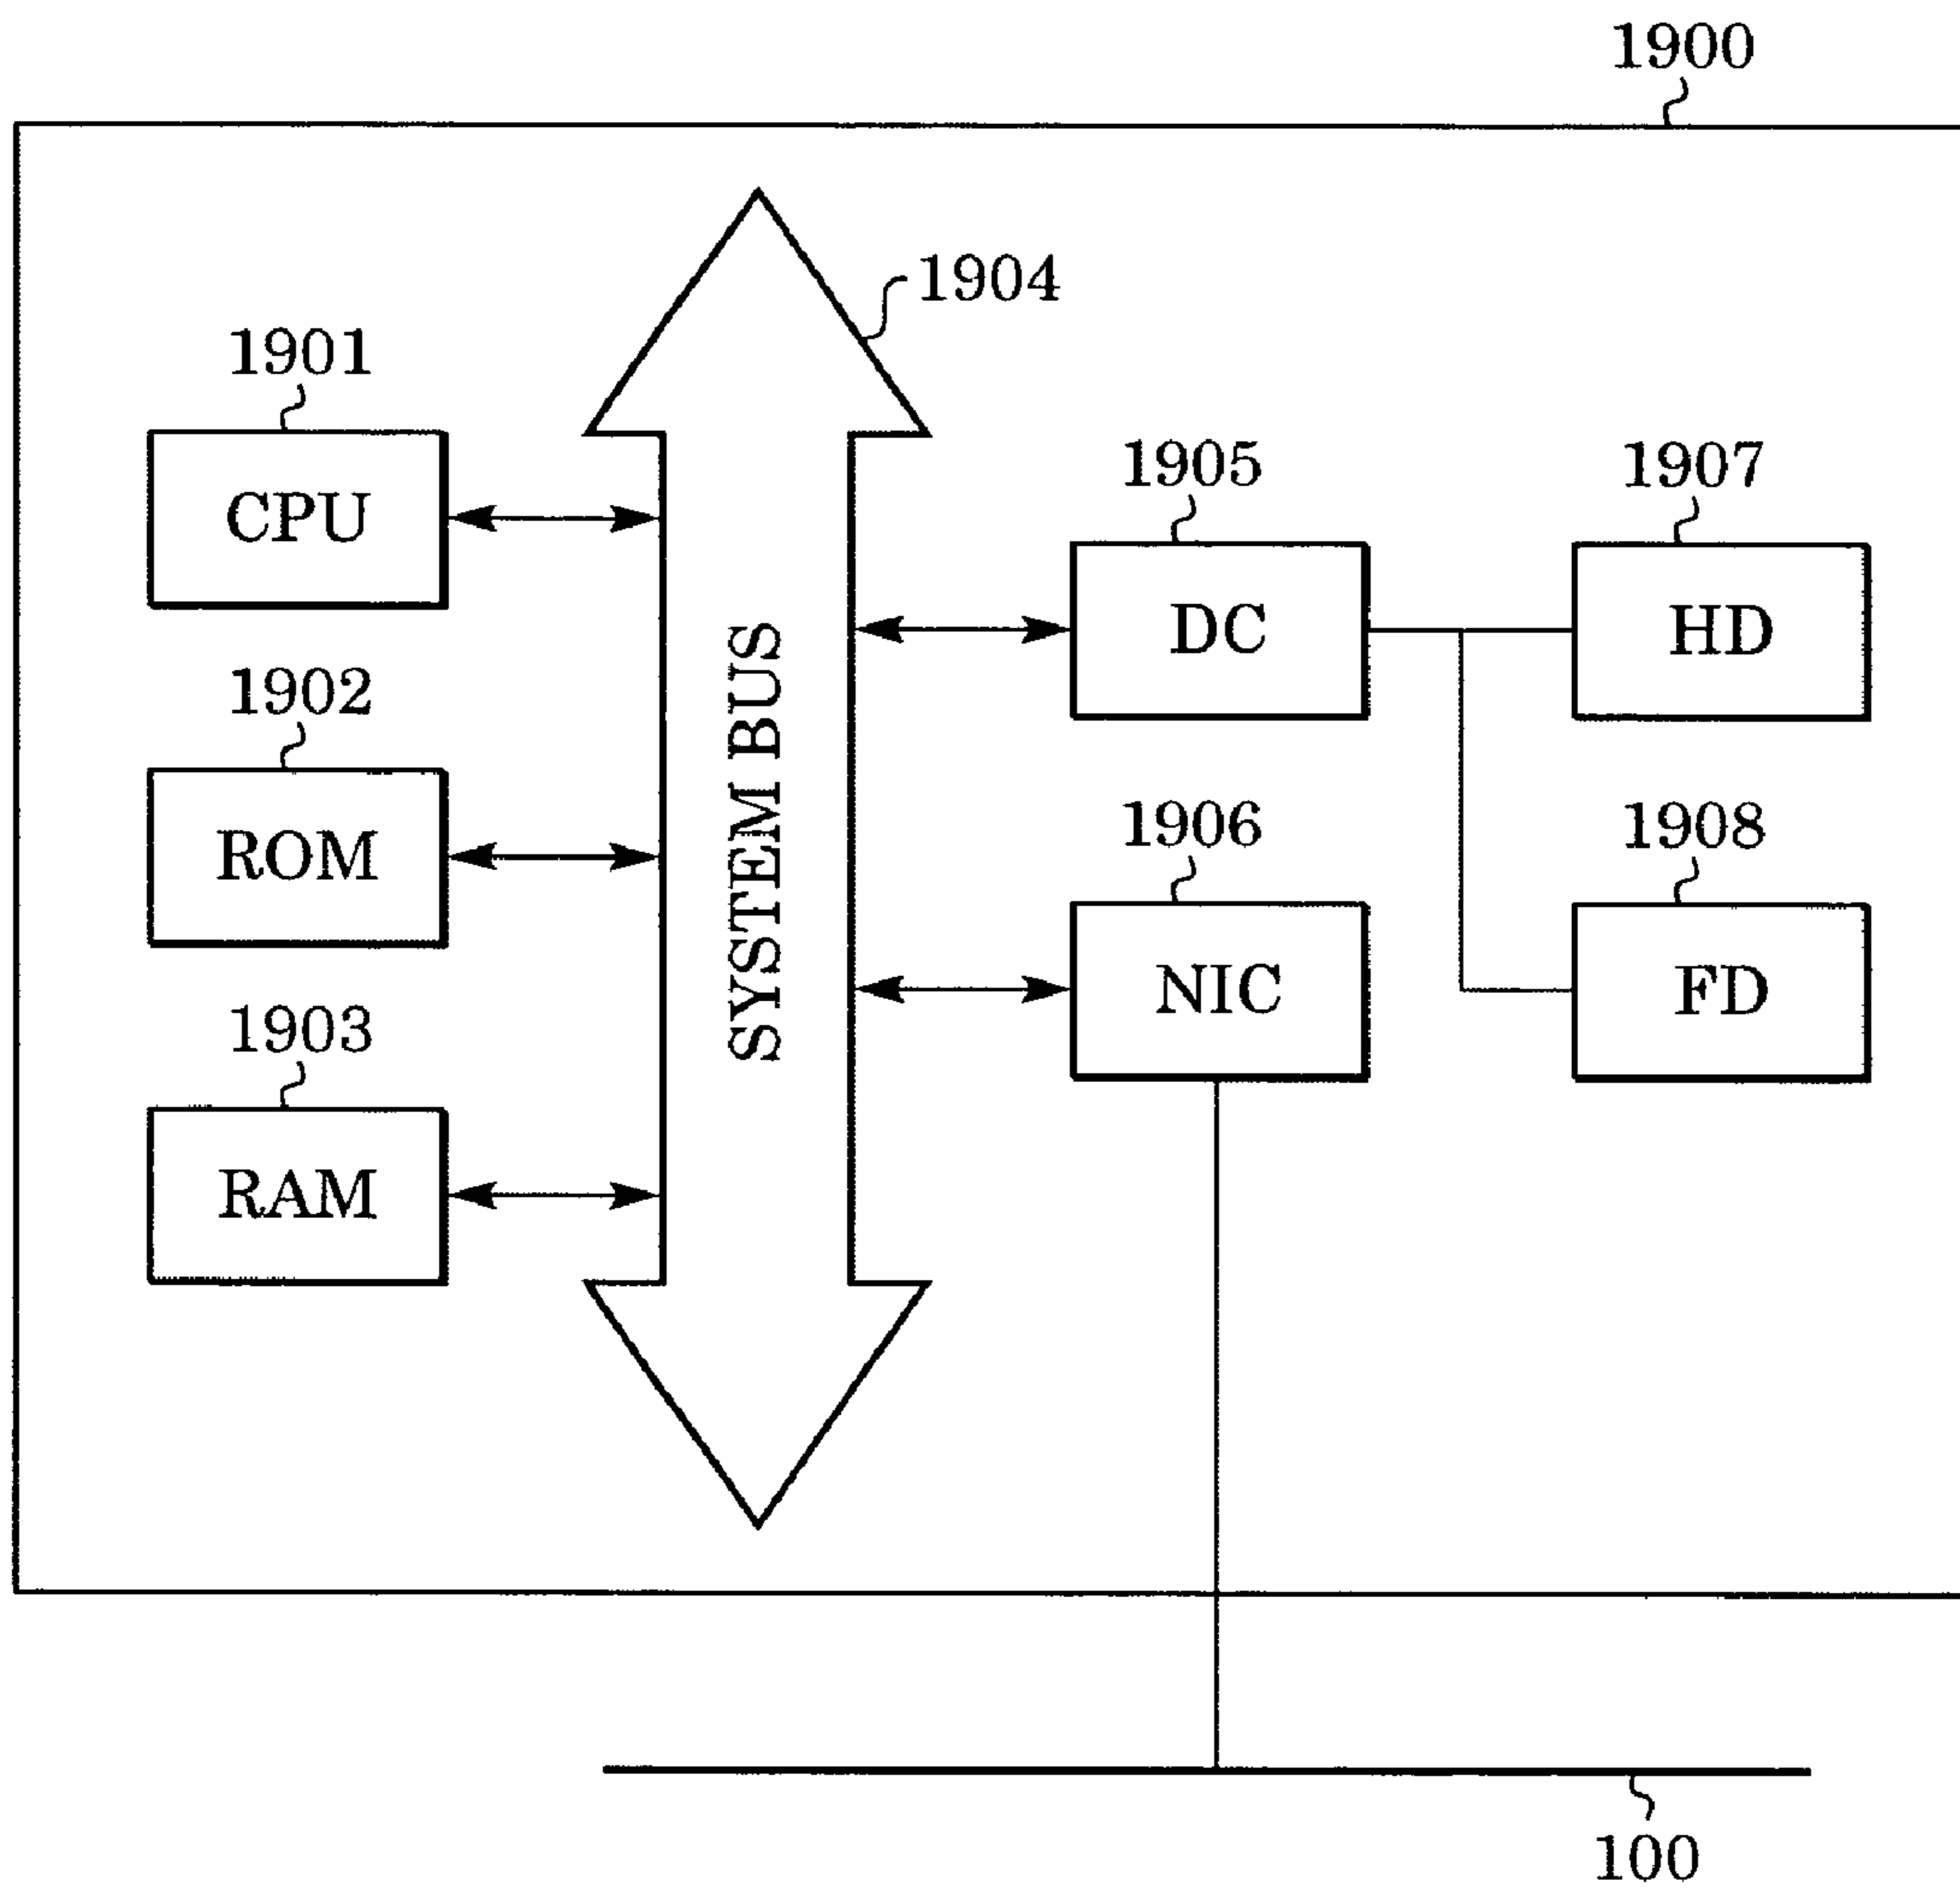 1900
1904
1901
CPU
1902
ROM
1903
RAM
SYSTEM BUS
1905
DC
1907
HD
1906
NIC
1908
FD
100